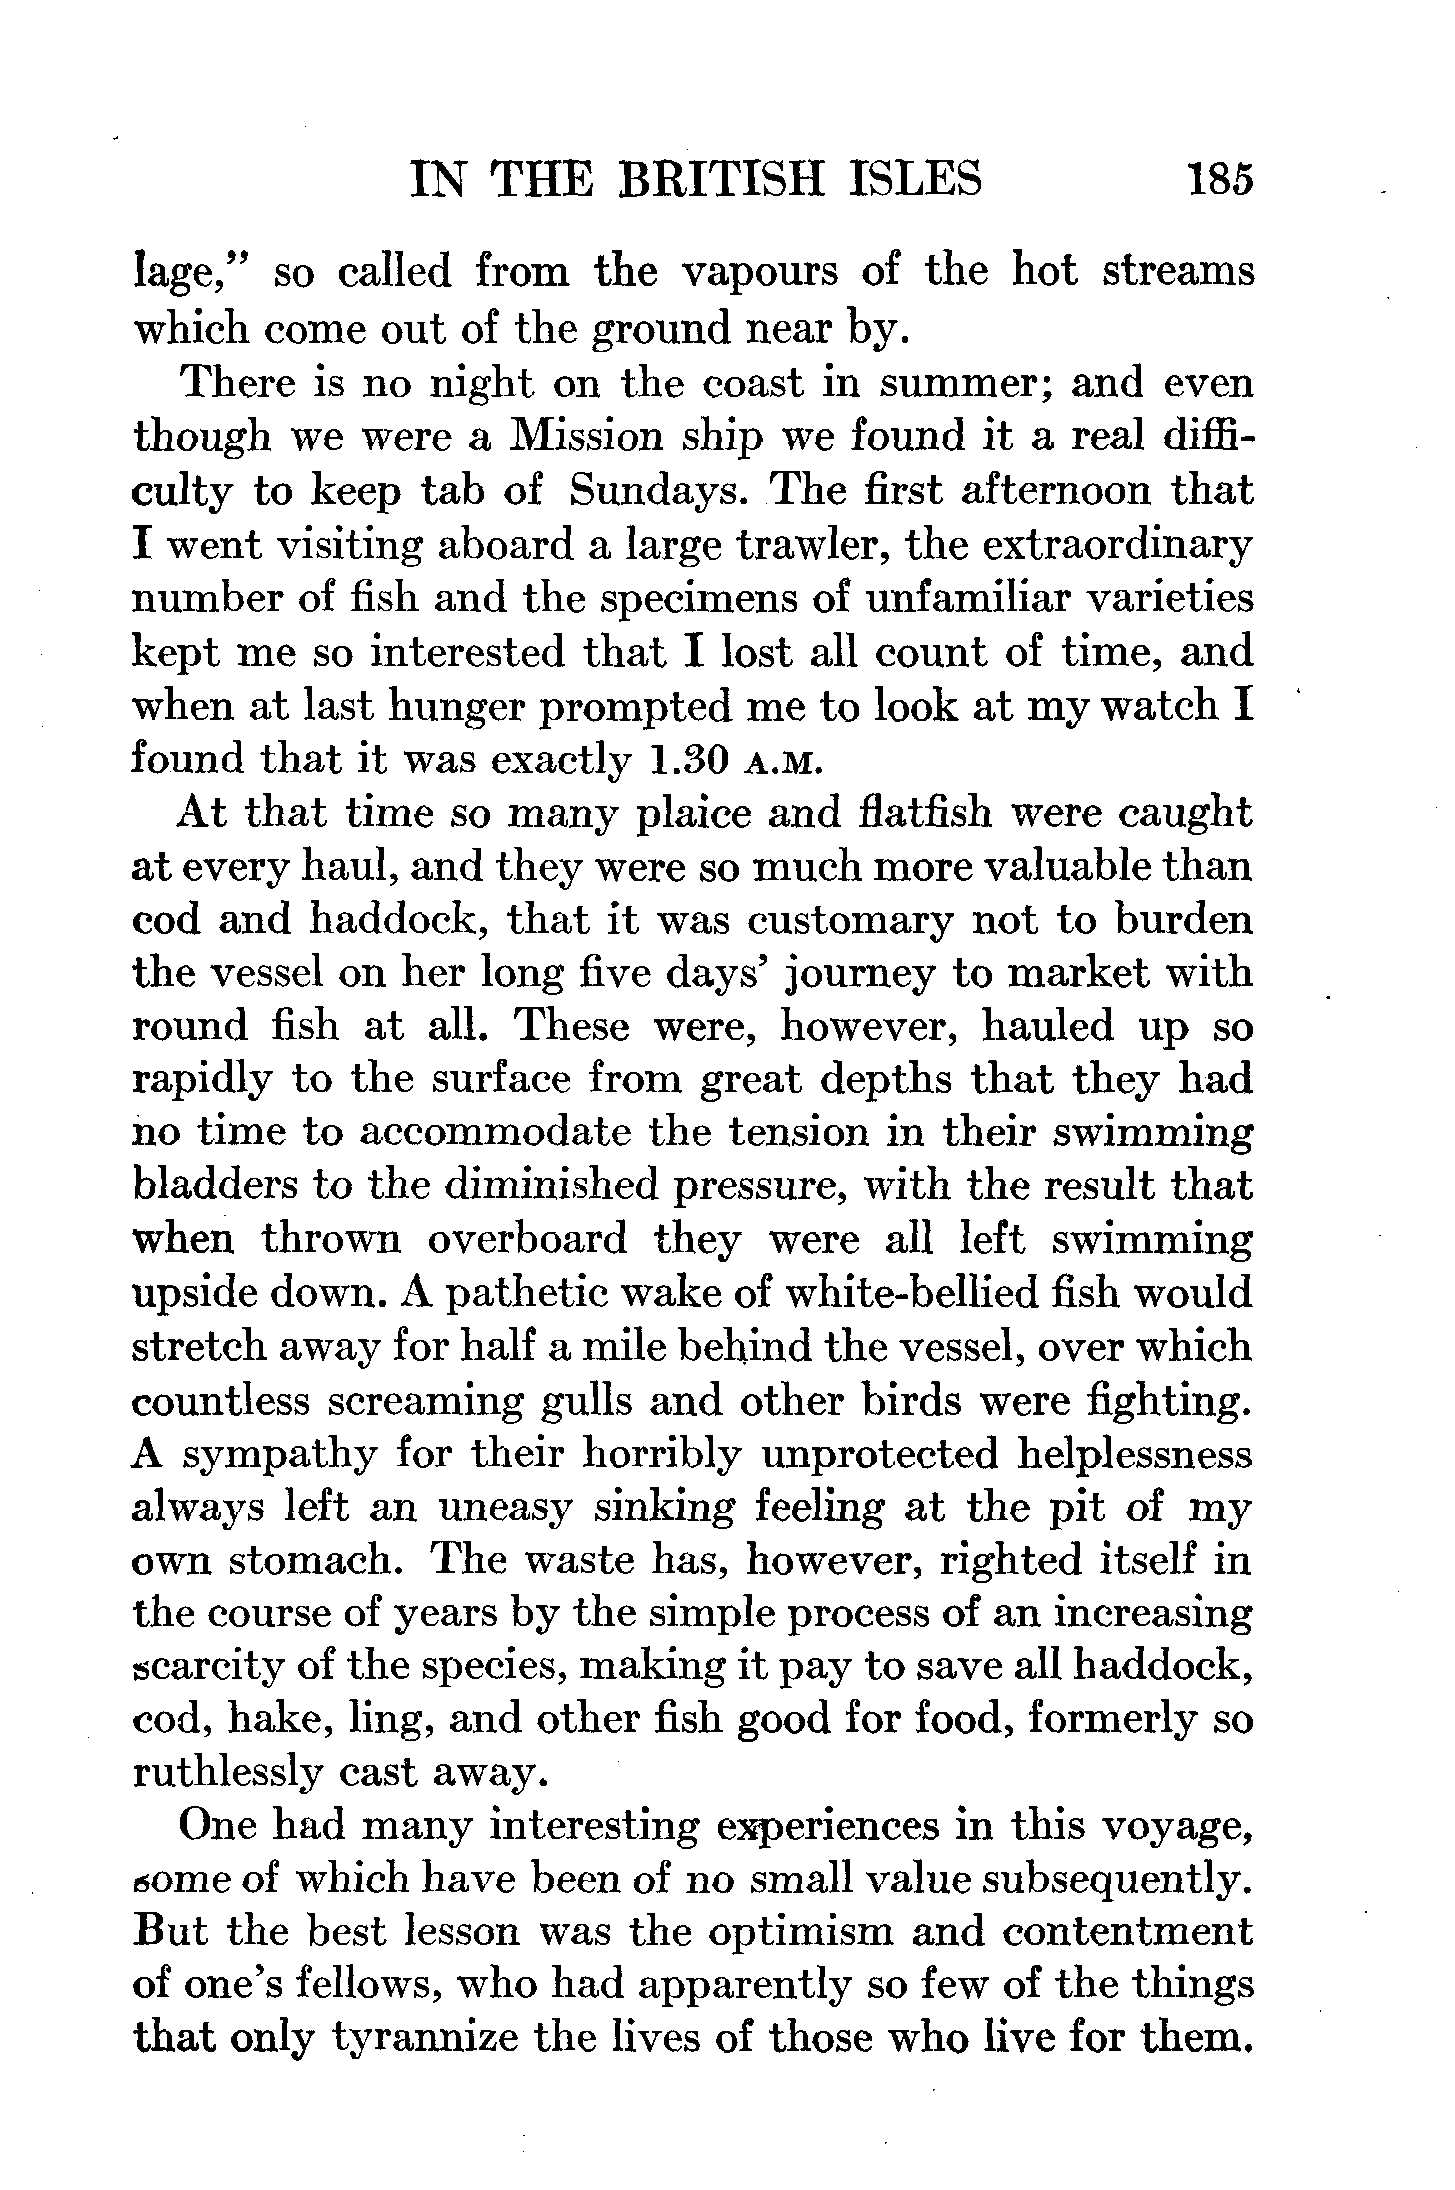 IN THE BRITISH ISLES 185
lage,” so called from the vapours of the hot streams
which come out of the ground near by.
There is no night on the coast in summer; and even
though we were a Mission ship we found it a real diffi-
culty to keep tab of Sundays. The first afternoon that
I went visiting aboard a large trawler, the extraordinary
number of fish and the specimens of unfamiliar varieties
kept me so interested that I lost all count of time, and
when at last hunger prompted me to look at my watch I
found that it was exactly 1.30 A.M.
At that time so many plaice and flatfish were caught
at every haul, and they were so much more valuable than
cod and haddock, that it was customary not to burden
the vessel on her long five days’ journey to market with
round fish at all. These were, however, hauled up so
rapidly to the surface from great depths that they had
no time to accommodate the tension in their swimming
bladders to the diminished pressure, with the result that
when thrown overboard they were all left swimming
upside down. A pathetic wake of white-bellied fish would
stretch away for half a mile behind the vessel, over which
countless screaming gulls and other birds were fighting.
A sympathy for their horribly unprotected helplessness
always left an uneasy sinking feeling at the pit of my
own stomach. The waste has, however, righted itself in
the course of years by the simple process of an increasing
scarcity of the species, making it pay to save all haddock,
cod, hake, ling, and other fish good for food, formerly so
ruthlessly cast away.
One had many interesting experiences in this voyage,
some of which have been of no small value subsequently.
But the best lesson was the optimism and contentment
of one’s fellows, who had apparently so few of the things
that only tyrannize the lives of those who live for them.